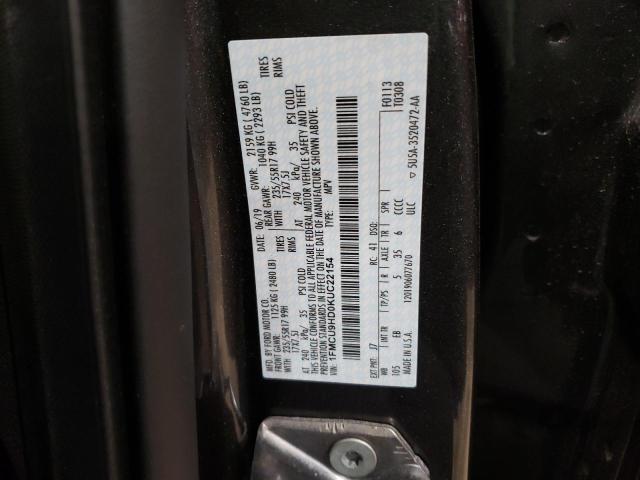 MFD. BY FORD MOTOR CO.
DATE: 06/19 GVWR: 2159 KG ( 4760 LB)
FRONT GAWR: 1125 KG ( 2480 LB) REAR GAWR: 1040 KG ( 2293 LB)
WITH 235/55R17 99H TIRES WITH 235/55R17 99H TIRES
17X7.5J RIMS 17X7.5J RIMS
AT 240 kPa/ 35 PSI COLD AT 240 kPa/ 35 PSI COLD
THIS VEHICLE CONFORMS TO ALL APPLICABLE FEDERAL MOTOR VEHICLE SAFETY AND THEFT
PREVENTION STANDARDS IN EFFECT ON THE DATE OF MANUFACTURE SHOWN ABOVE.
VIN: 1FMCU9HD0KUC22154 TYPE: MPV
F0113
T0308
J7 RC: 41 DSO:
WB INT TR TP/PS R AXLE TR SPR
105 EB 5 35 6 CCCC
ULC
1201906077670
MADE IN U.S.A. ▽ 5U5A-3520472-AA